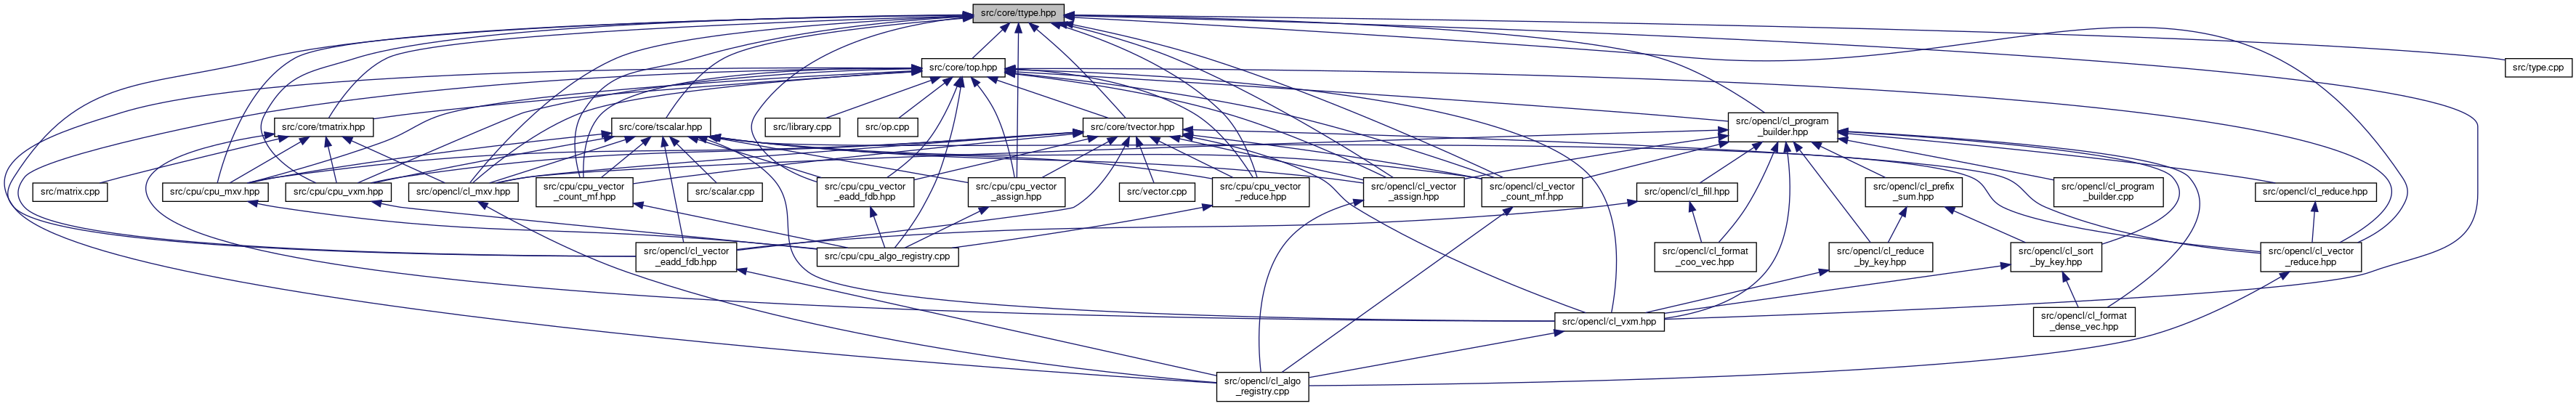 src/core/ttype.hpp
src/core/top.hpp
src/type.cpp
src/core/tmatrix.hpp
src/core/tscalar.hpp
src/library.cpp
src/op.cpp
src/core/tvector.hpp
src/opencl/cl_program
_builder.hpp
src/matrix.cpp
src/cpu/cpu_mxv.hpp
src/cpu/cpu_vxm.hpp
src/opencl/cl_mxv.hpp
src/cpu/cpu_vector
_count_mf.hpp
src/scalar.cpp
src/cpu/cpu_vector
_eadd_fdb.hpp
src/cpu/cpu_vector
_assign.hpp
src/vector.cpp
src/cpu/cpu_vector
_reduce.hpp
src/opencl/cl_vector
_assign.hpp
src/opencl/cl_vector
_count_mf.hpp
src/opencl/cl_fill.hpp
src/opencl/cl_prefix
_sum.hpp
src/opencl/cl_program
_builder.cpp
src/opencl/cl_reduce.hpp
src/opencl/cl_vector
_eadd_fdb.hpp
src/cpu/cpu_algo_registry.cpp
src/opencl/cl_format
_coo_vec.hpp
src/opencl/cl_reduce
_by_key.hpp
src/opencl/cl_sort
_by_key.hpp
src/opencl/cl_vector
_reduce.hpp
src/opencl/cl_vxm.hpp
src/opencl/cl_format
_dense_vec.hpp
src/opencl/cl_algo
_registry.cpp